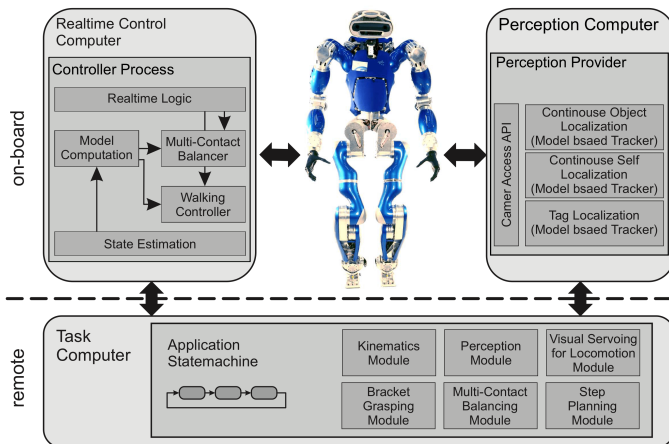 Realtime Control
Computer
Controller Process
Realtime Logic
Model
Computation
Multi-Contact
Balancer
Walking
Controller
State Estimation
on-board
Perception Computer
Perception Provider
Camer Access API
Continouse Object
Localization
(Model bsaed Tracker)
Continouse Self
Localization
(Model bsaed Tracker)
Tag Localization
(Model bsaed Tracker)
remote
Task
Computer
Application
Statemachine
Kinematics
Module
Perception
Module
Visual Servoing
for Locomotion
Module
Bracket
Grasping
Module
Multi-Contact
Balancing
Module
Step
Planning
Module